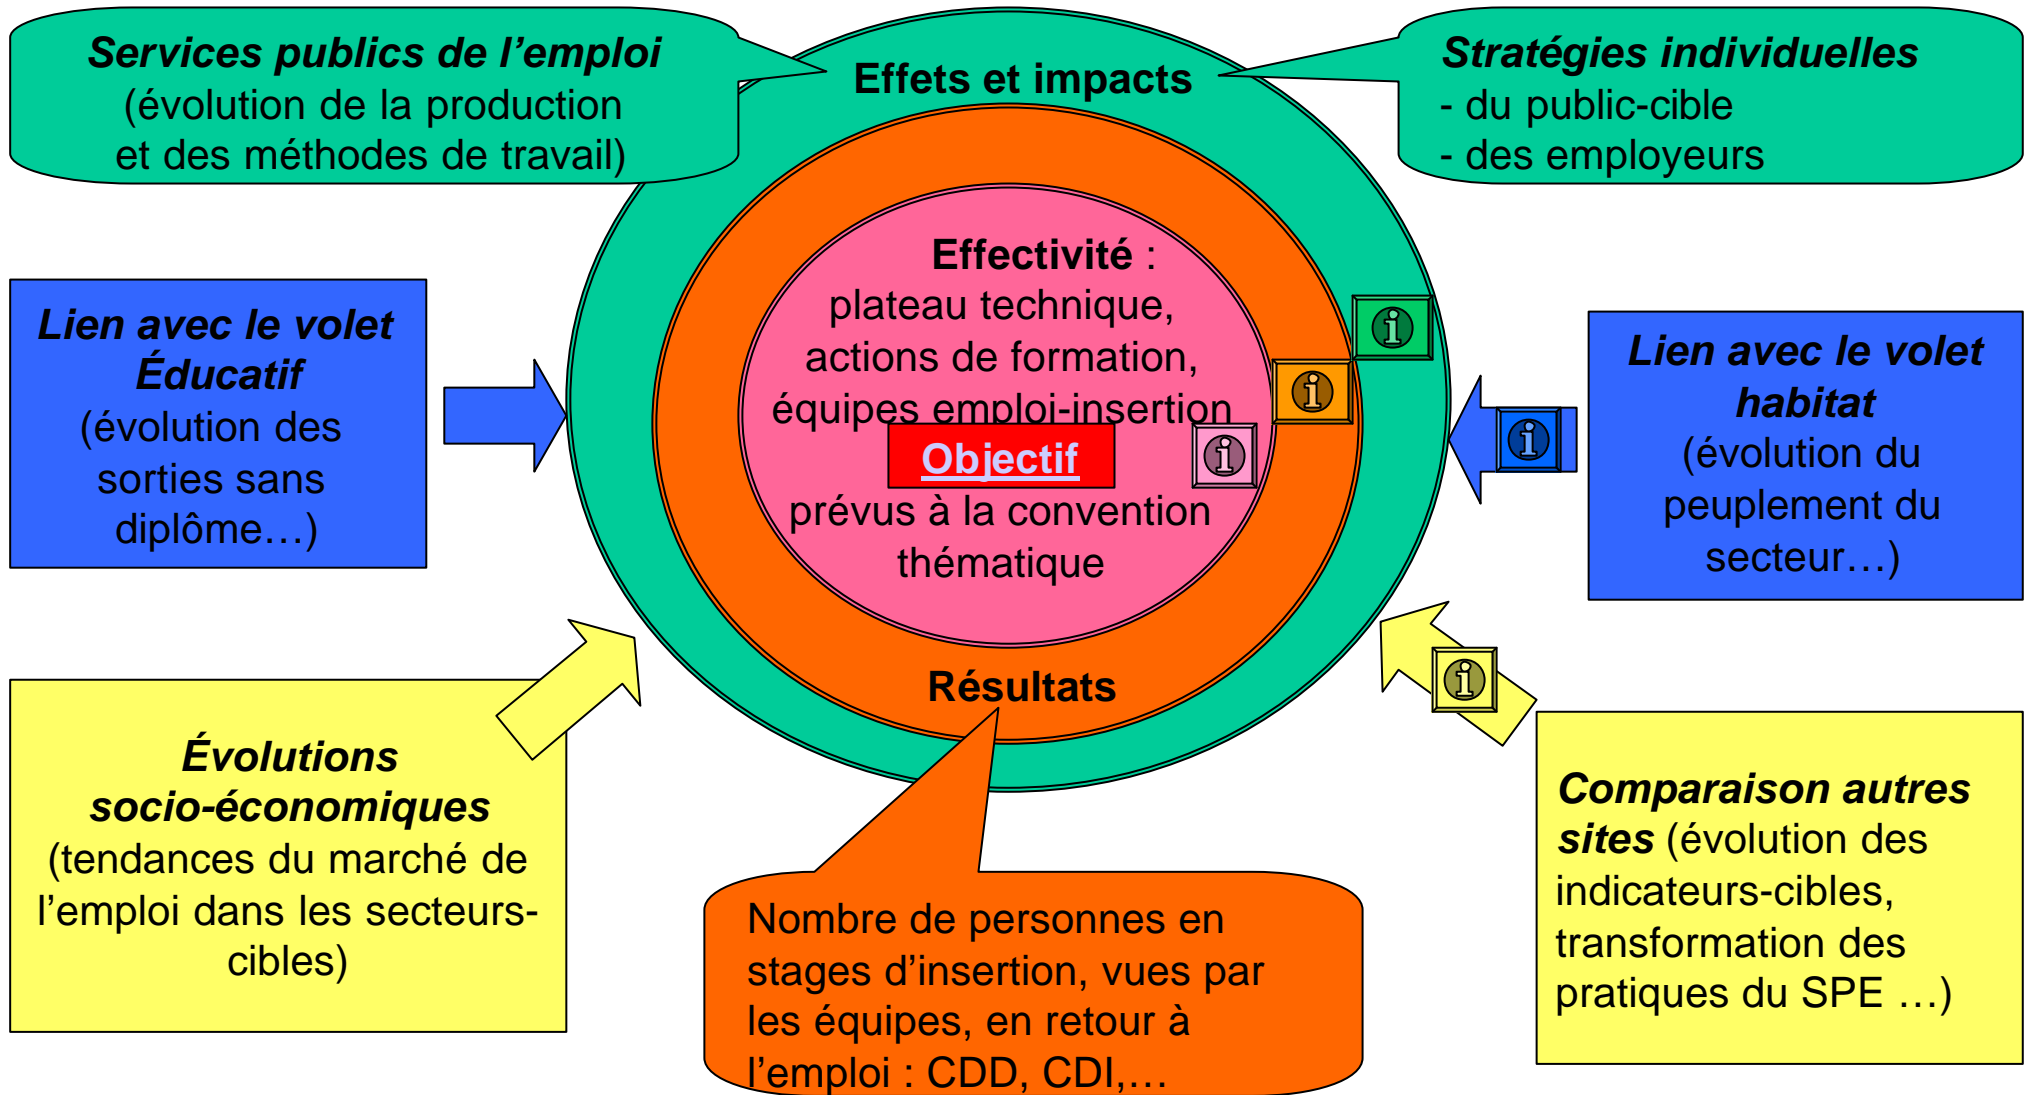 Services publics de l’emploi
(évolution de la production
et des méthodes de travail)
Effets et impacts
Stratégies individuelles
- du public-cible
- des employeurs
Effectivité :
plateau technique,
actions de formation,
équipes emploi-insertion
Objectif
prévus à la convention
thématique
Lien avec le volet
Éducatif
(évolution des
sorties sans
diplôme…)
Lien avec le volet
habitat
(évolution du
peuplement du
secteur…)
Résultats
Évolutions
socio-économiques
(tendances du marché de
l’emploi dans les secteurs-
cibles)
Nombre de personnes en
stages d’insertion, vues par
les équipes, en retour à
l’emploi : CDD, CDI,…
Comparaison autres
sites (évolution des
indicateurs-cibles,
transformation des
pratiques du SPE …)